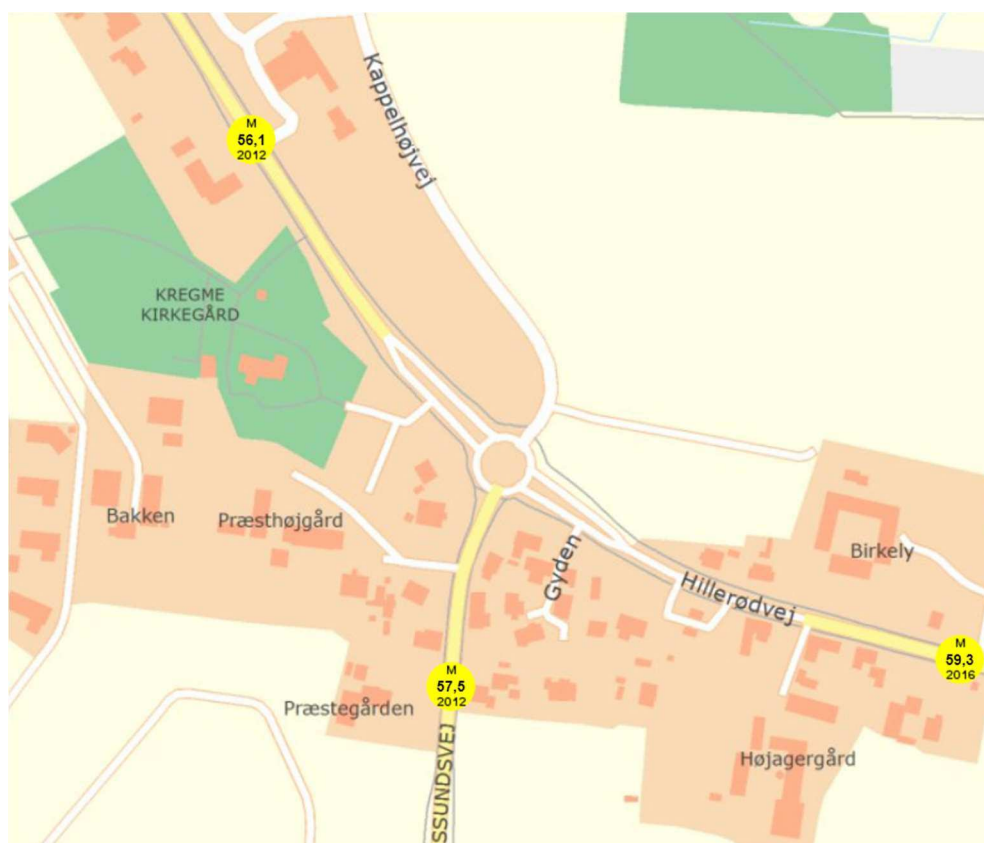 Kappelhøjvej
M
56,1
2012
KREGME
KIRKEGÅRD
Bakken
Præsthøjgård
Gyden
Birkely
Hillerødvej
M
59,3
2016
M
57,5
2012
Præstegården
SSUNDSVEJ
Højagergård